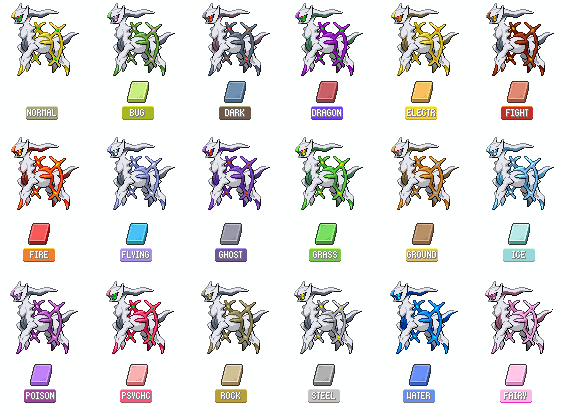 NORMAL
BUG
DARK
DRAGON
ELECTR
FIGHT
FIRE
FLYING
GHOST
GRASS
GROUND
ICE
POISON
PSYCHC
ROCK
STEEL
WATER
FAIRY